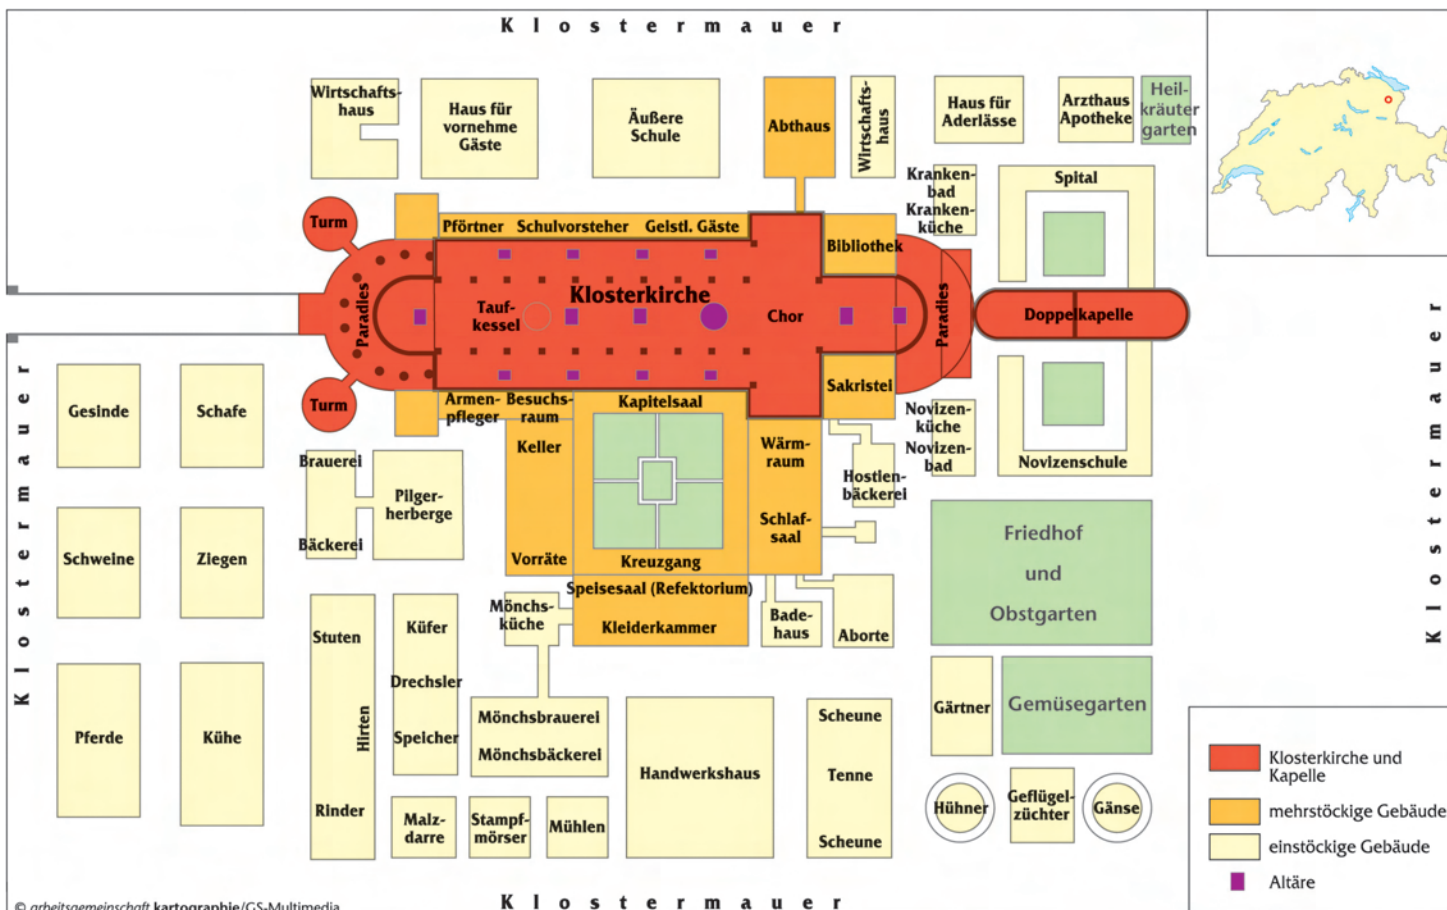 Klostermauer
Wirtschafts-
haus
Haus für
vornehme
Gäste
Äußere
Schule
Abthaus
Wirtschafts-
haus
Haus für
Aderlässe
Arzthaus
Apotheke
Heil-
kräuter
garten
Kranken-
bad
Kranken-
küche
Spital
Turm
Pförtner
Schulvorsteher
Geistl. Gäste
Bibliothek
Paradies
Tauf-
kessel
Klosterkirche
Chor
Paradies
Doppelkapelle
Turm
Armen-
pfleger
Besuchs-
raum
Kapitelsaal
Sakristei
Novizen-
küche
Novizen-
bad
Novizenschule
Klostermauer
Klostermauer
Gesinde
Schafe
Schweine
Ziegen
Pferde
Kühe
Brauerei
Bäckerei
Pilger-
herberge
Keller
Vorräte
Kreuzgang
Wärm-
raum
Schlaf-
saal
Hostien-
bäckerei
Speisesaal (Refektorium)
Kleiderkammer
Mönchs-
küche
Bade-
haus
Aborte
Friedhof
und
Obstgarten
Stuten
Hirten
Rinder
Küfer
Drechsler
Speicher
Mönchsbrauerei
Mönchsbäckerei
Handwerkshaus
Scheune
Tenne
Scheune
Gärtner
Gemüsegarten
Malz-
darre
Stampf-
mörser
Mühlen
Hühner
Geflügel-
züchter
Gänse
Klosterkirche und
Kapelle
mehrstöckige Gebäude
einstöckige Gebäude
Altäre
Klostermauer
© arbeitsgemeinschaft kartographie/GS-Multimedia